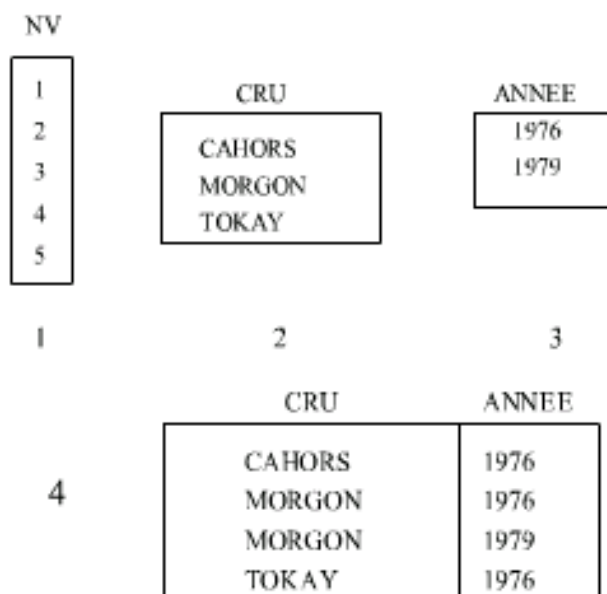 NV
1
2
3
4
5
CRU
CAHORS
MORGON
TOKAY
ANNEE
1976
1979
1 2 3
4
CRU ANNEE
CAHORS 1976
MORGON 1976
MORGON 1979
TOKAY 1976